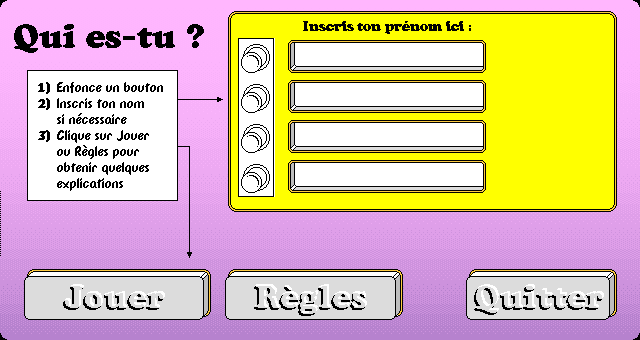 Qui es-tu ?
Inscris ton prénom ici :
1) Enfonce un bouton
2) Inscris ton nom
si nécessaire
3) Clique sur Jouer
ou Règles pour
obtenir quelques
explications
Jouer
Règles
Quitter